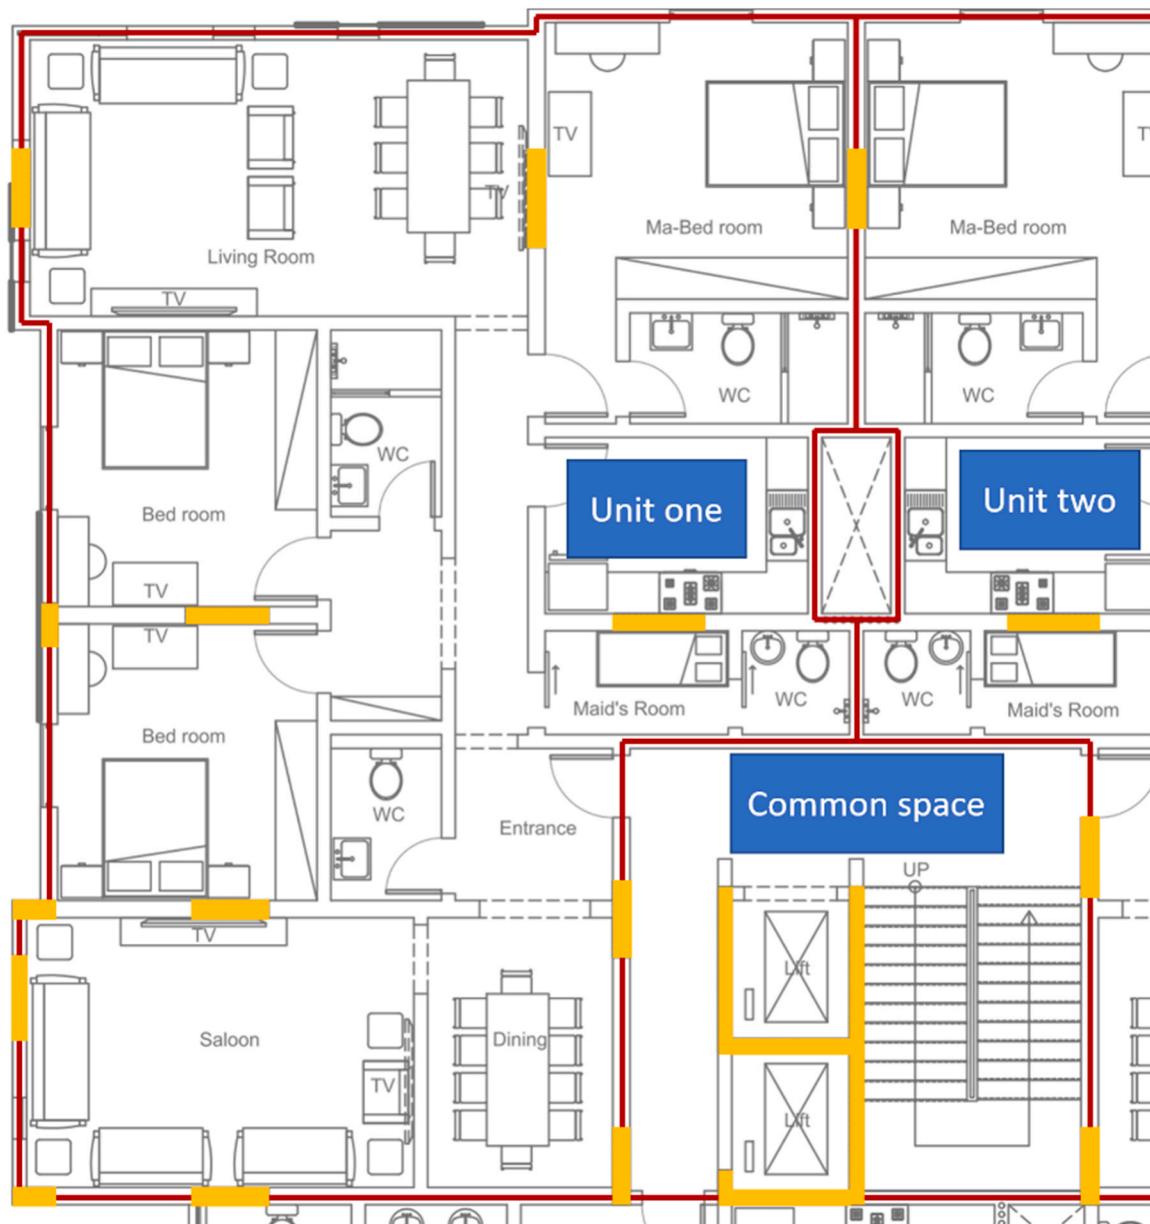 TV
TV
TV
Ma-Bed room
Ma-Bed room
Living Room
TV
WC
WC
WC
Unit one
Unit two
Bed room
TV
TV
WC
WC
Maid's Room
Maid's Room
Bed room
Common space
WC
Entrance
UP
TV
Lift
Saloon
Dining
TV
Lift